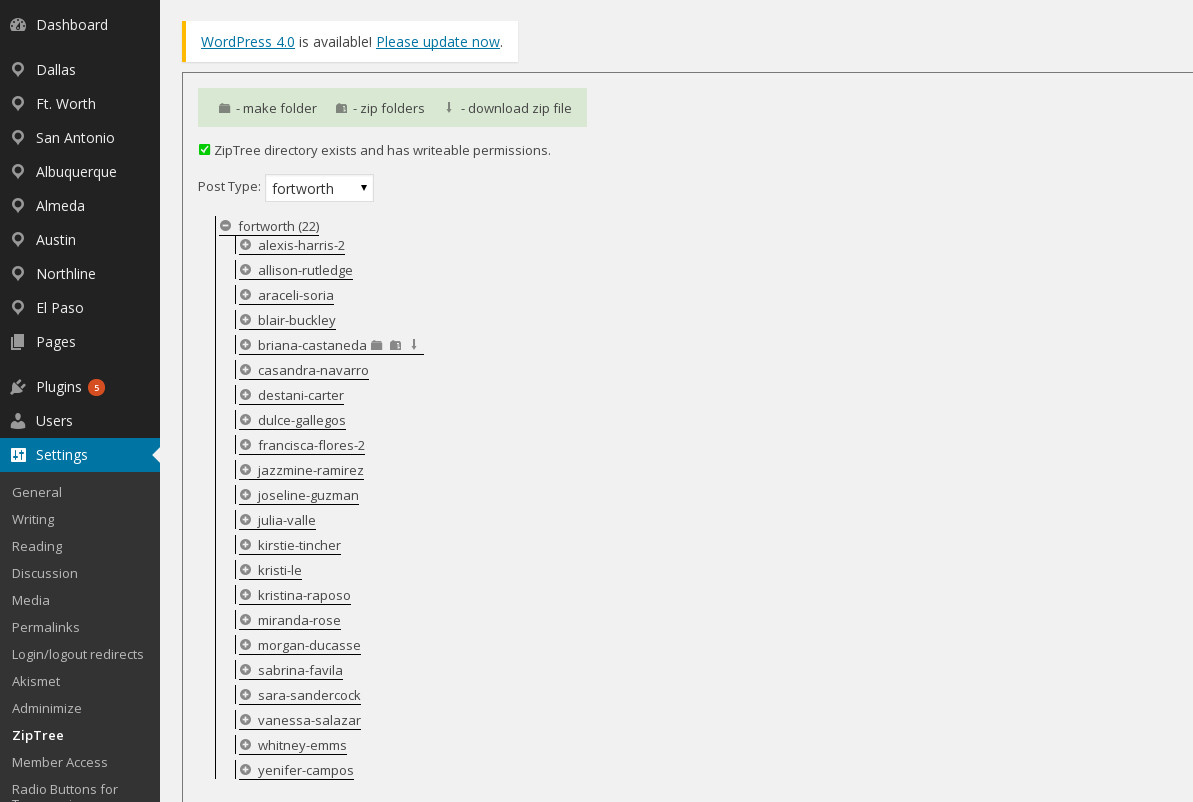 Dashboard
Dallas
Ft. Worth
San Antonio
Albuquerque
Almeda
Austin
Northline
El Paso
Pages
Plugins 5
Users
Settings
General
Writing
Reading
Discussion
Media
Permalinks
Login/logout redirects
Akismet
Adminimize
ZipTree
Member Access
Radio Buttons for
WordPress 4.0 is available! Please update now.
- make folder - zip folders - download zip file
ZipTree directory exists and has writeable permissions.
Post Type: fortworth
fortworth (22)
alexis-harris-2
allison-rutledge
araceli-soria
blair-buckley
briana-castaneda
casandra-navarro
destani-carter
dulce-gallegos
francisca-flores-2
jazzmine-ramirez
joseline-guzman
julia-valle
kirstie-tincher
kristi-le
kristina-raposo
miranda-rose
morgan-ducasse
sabrina-favila
sara-sandercock
vanessa-salazar
whitney-emms
yenifer-campos